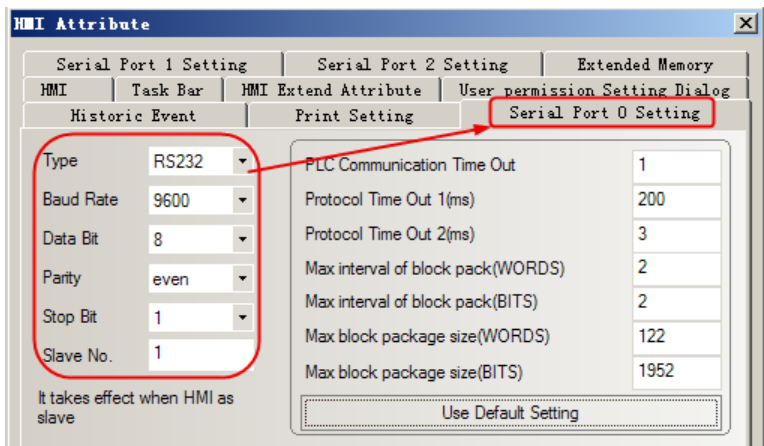 HMI Attribute
Serial Port 1 Setting Serial Port 2 Setting Extended Memory
HMI Task Bar HMI Extend Attribute User permission Setting Dialog
Historic Event Print Setting Serial Port 0 Setting
Type RS232
Baud Rate 9600
Data Bit 8
Parity even
Stop Bit 1
Slave No. 1
It takes effect when HMI as
slave
PLC Communication Time Out 1
Protocol Time Out 1(ms) 200
Protocol Time Out 2(ms) 3
Max interval of block pack(WORDS) 2
Max interval of block pack(BITS) 2
Max block package size(WORDS) 122
Max block package size(BITS) 1952
Use Default Setting